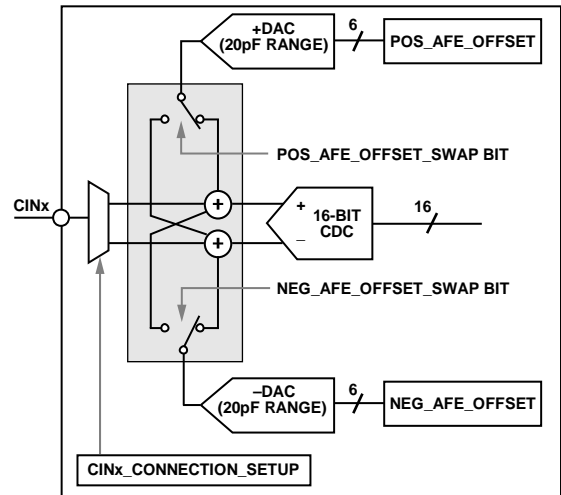 +DAC
(20pF RANGE)
6
POS_AFE_OFFSET
POS_AFE_OFFSET_SWAP BIT
CINx
+
+
+
–
16-BIT
CDC
16
NEG_AFE_OFFSET_SWAP BIT
–DAC
(20pF RANGE)
6
NEG_AFE_OFFSET
CINx_CONNECTION_SETUP